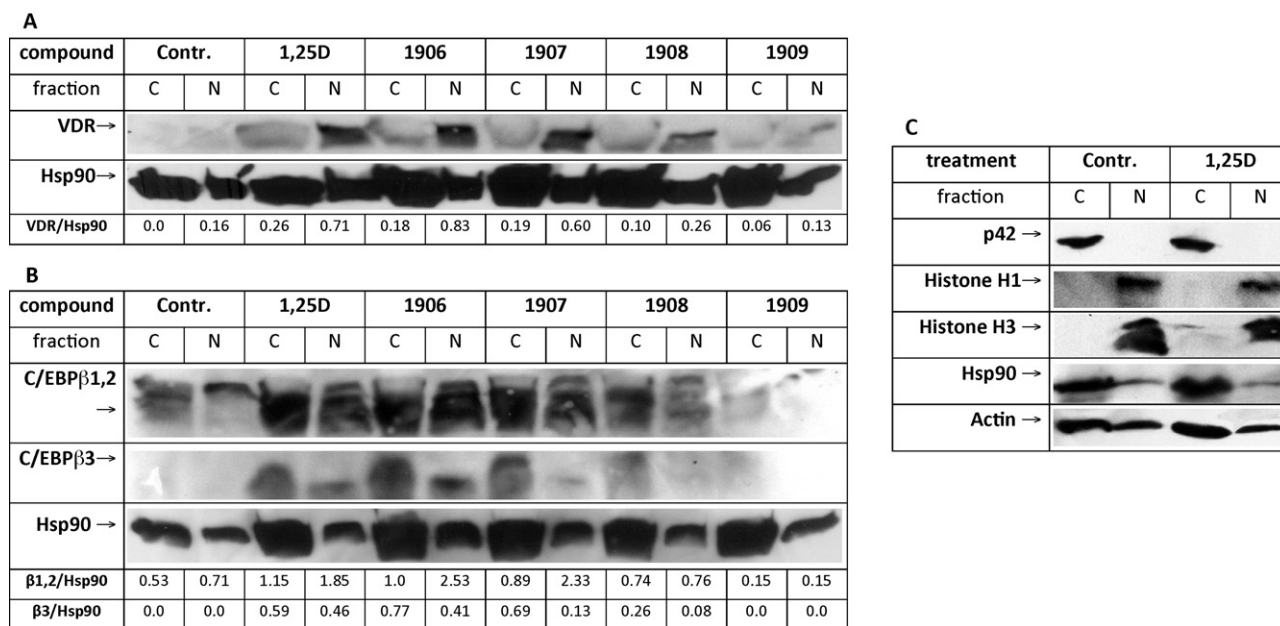 A
compound Contr. 1,25D 1906 1907 1908 1909
fraction C N C N C N C N C N C N
VDR→
Hsp90→
VDR/Hsp90 0.0 0.16 0.26 0.71 0.18 0.83 0.19 0.60 0.10 0.26 0.06 0.13
B
compound Contr. 1,25D 1906 1907 1908 1909
fraction C N C N C N C N C N C N
C/EBPβ1,2
→
C/EBPβ3→
Hsp90 →
β1,2/Hsp90 0.53 0.71 1.15 1.85 1.0 2.53 0.89 2.33 0.74 0.76 0.15 0.15
β3/Hsp90 0.0 0.0 0.59 0.46 0.77 0.41 0.69 0.13 0.26 0.08 0.0 0.0
C
treatment Contr. 1,25D
fraction C N C N
p42 →
Histone H1→
Histone H3 →
Hsp90 →
Actin →